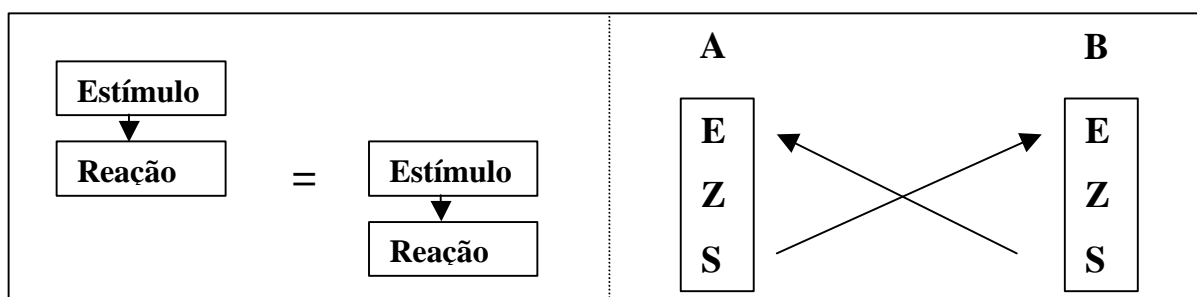 Estímulo
Reação
=
Estímulo
Reação
A B
E E
Z Z
S S